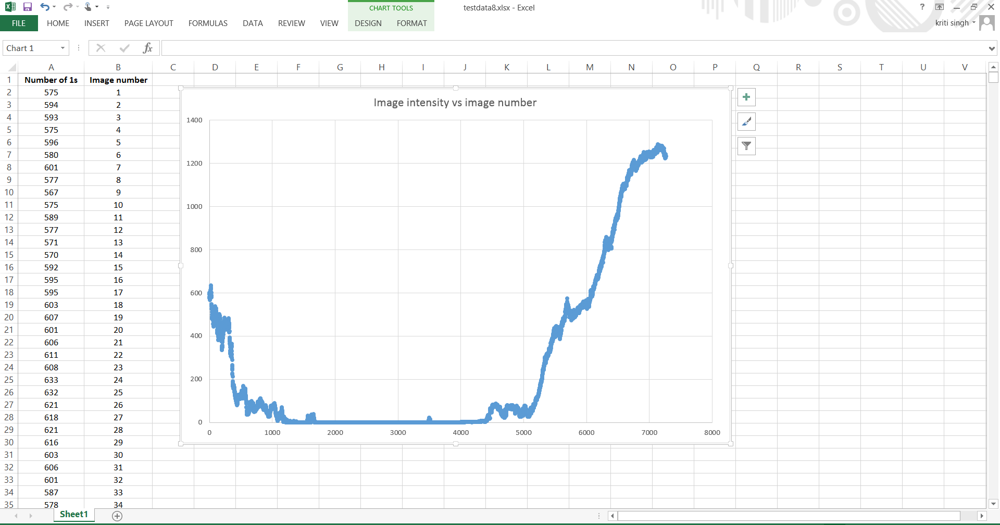 CHART TOOLS
testdata8.xlsx - Excel
?
FILE HOME INSERT PAGE LAYOUT FORMULAS DATA REVIEW VIEW DESIGN FORMAT
kriti singh
Chart 1
fx
A B C D E F G H I J K L M N O P Q R S T U V
1 Number of 1s Image number
2 575 1
3 594 2
4 593 3
5 575 4
6 596 5
7 580 6
8 601 7
9 577 8
10 567 9
11 575 10
12 589 11
13 577 12
14 571 13
15 570 14
16 592 15
17 595 16
18 595 17
19 603 18
20 607 19
21 601 20
22 606 21
23 611 22
24 608 23
25 633 24
26 632 25
27 621 26
28 618 27
29 621 28
30 616 29
31 603 30
32 606 31
33 601 32
34 587 33
35 578 34
Image intensity vs image number
1400
1200
1000
800
600
400
200
0
0 1000 2000 3000 4000 5000 6000 7000 8000
Sheet1